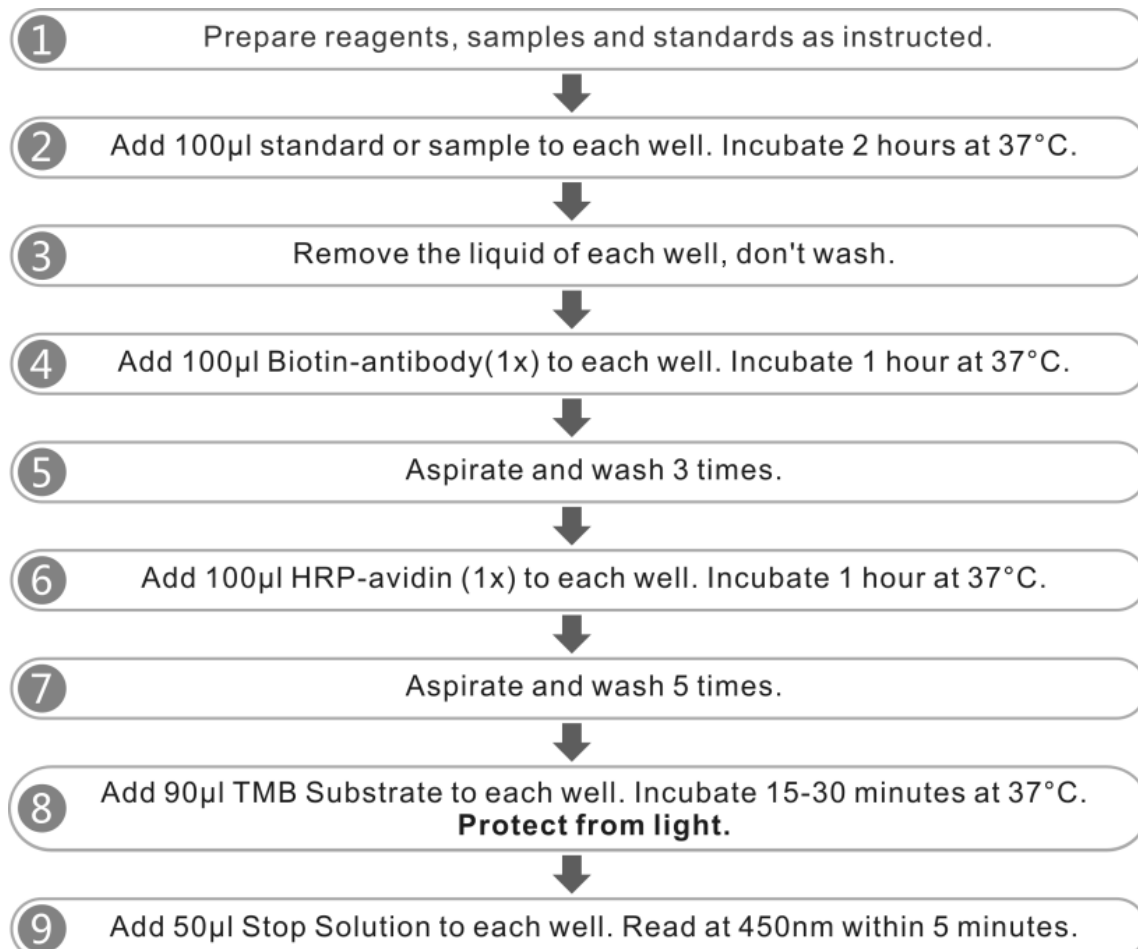 1 Prepare reagents, samples and standards as instructed.
2 Add 100µl standard or sample to each well. Incubate 2 hours at 37°C.
3 Remove the liquid of each well, don't wash.
4 Add 100µl Biotin-antibody(1x) to each well. Incubate 1 hour at 37°C.
5 Aspirate and wash 3 times.
6 Add 100µl HRP-avidin (1x) to each well. Incubate 1 hour at 37°C.
7 Aspirate and wash 5 times.
8 Add 90µl TMB Substrate to each well. Incubate 15-30 minutes at 37°C.
Protect from light.
9 Add 50µl Stop Solution to each well. Read at 450nm within 5 minutes.